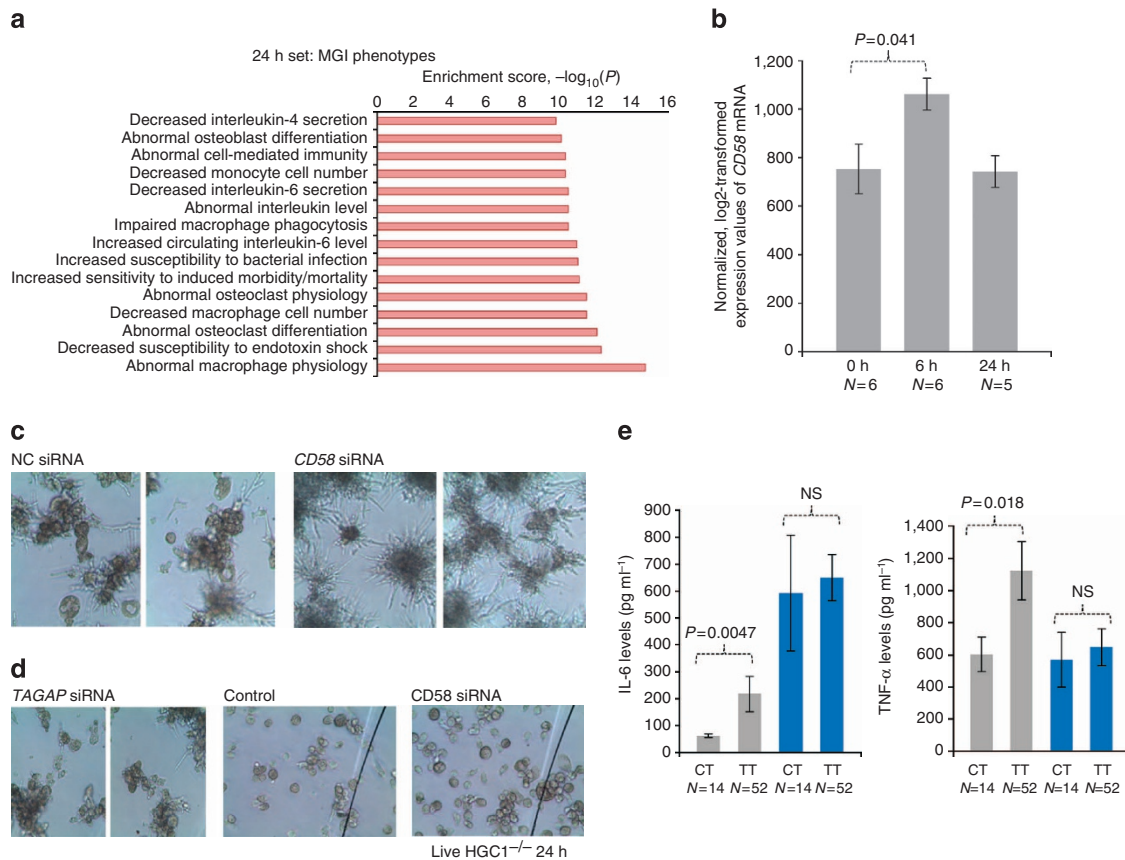 a
24 h set: MGI phenotypes
Enrichment score, –log10(P)
0 2 4 6 8 10 12 14 16
Decreased interleukin-4 secretion
Abnormal osteoblast differentiation
Abnormal cell-mediated immunity
Decreased monocyte cell number
Decreased interleukin-6 secretion
Abnormal interleukin level
Impaired macrophage phagocytosis
Increased circulating interleukin-6 level
Increased susceptibility to bacterial infection
Increased sensitivity to induced morbidity/mortality
Abnormal osteoclast physiology
Decreased macrophage cell number
Abnormal osteoclast differentiation
Decreased susceptibility to endotoxin shock
Abnormal macrophage physiology
b
P=0.041
Normalized, log2-transformed
expression values of CD58 mRNA
1,200
1,000
800
600
400
200
0
0 h 6 h 24 h
N=6 N=6 N=5
c
NC siRNA CD58 siRNA
d
TAGAP siRNA Control CD58 siRNA
Live HGC1–/– 24 h
e
IL-6 levels (pg ml–1)
900
800
700
600
500
400
300
200
100
0
P=0.0047
NS
CT TT CT TT
N=14 N=52 N=14 N=52
TNF-α levels (pg ml–1)
1,400
1,200
1,000
800
600
400
200
0
P=0.018
NS
CT TT CT TT
N=14 N=52 N=14 N=52